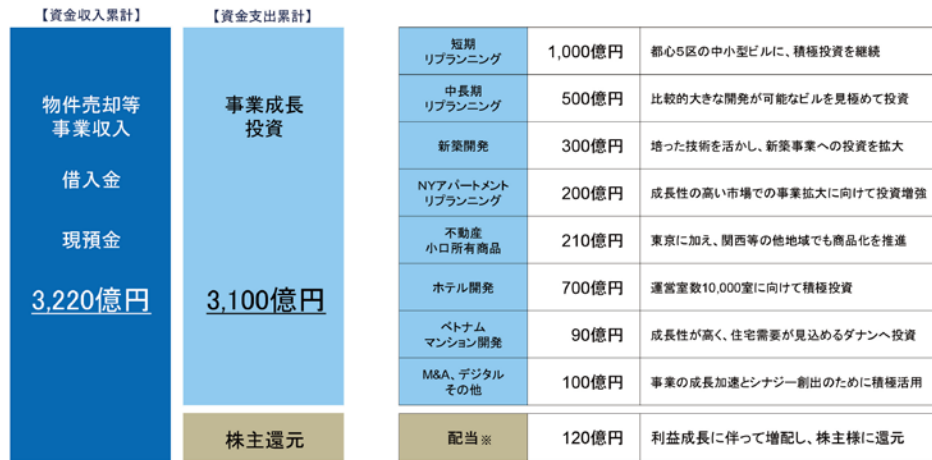 【資金収入累計】
【資金支出累計】
物件売却等
事業収入
借入金
現預金
3,220億円
事業成長
投資
3,100億円
株主還元
短期
リプランニング
1,000億円
都心5区の中小型ビルに、積極投資を継続
中長期
リプランニング
500億円
比較的大きな開発が可能なビルを見極めて投資
新築開発
300億円
培った技術を活かし、新築事業への投資を拡大
NYアパートメント
リプランニング
200億円
成長性の高い市場での事業拡大に向けて投資増強
不動産
小口所有商品
210億円
東京に加え、関西等の他地域でも商品化を推進
ホテル開発
700億円
運営室数10,000室に向けて積極投資
ベトナム
マンション開発
90億円
成長性が高く、住宅需要が見込めるダナンへ投資
M&A、デジタル
その他
100億円
事業の成長加速とシナジー創出のために積極活用
配当※
120億円
利益成長に伴って増配し、株主様に還元